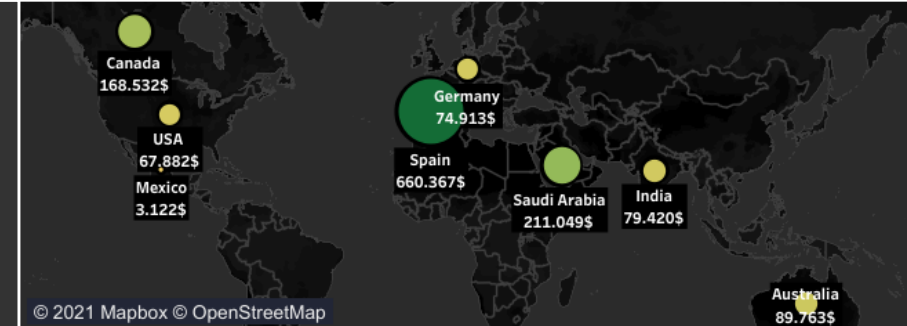 Canada
168.532$
USA
67.882$
Mexico
3.122$
Germany
74.913$
Spain
660.367$
Saudi Arabia
211.049$
India
79.420$
Australia
89.763$
© 2021 Mapbox © OpenStreetMap